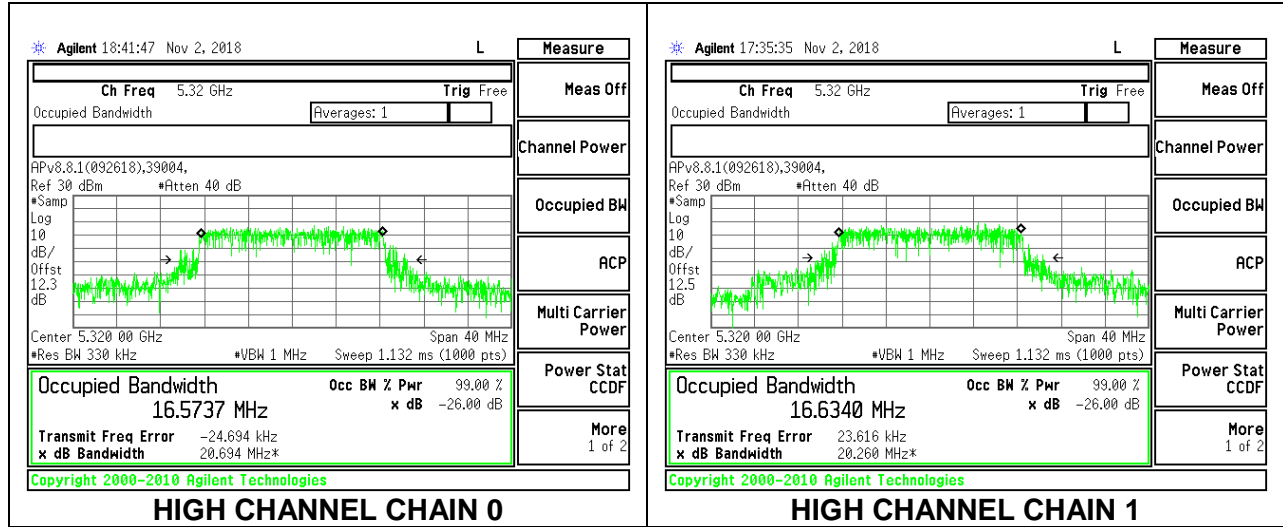 Agilent 18:41:47 Nov 2, 2018 L
Measure
Ch Freq 5.32 GHz Trig Free
Meas Off
Occupied Bandwidth Averages: 1
Channel Power
APv8.8.1(092618),39004,
Ref 30 dBm #Atten 40 dB
#Samp
Log
10
dB/
Offst
12.3
dB
Occupied BW
ACP
Multi Carrier
Power
Center 5.320 00 GHz Span 40 MHz
#Res BW 330 kHz #VBW 1 MHz Sweep 1.132 ms (1000 pts)
Power Stat
CCDF
Occupied Bandwidth Occ BW % Pwr 99.00 %
16.5737 MHz x dB -26.00 dB
Transmit Freq Error -24.694 kHz
x dB Bandwidth 20.694 MHz*
More
1 of 2
Copyright 2000-2010 Agilent Technologies
HIGH CHANNEL CHAIN 0
Agilent 17:35:35 Nov 2, 2018 L
Measure
Ch Freq 5.32 GHz Trig Free
Meas Off
Occupied Bandwidth Averages: 1
Channel Power
APv8.8.1(092618),39004,
Ref 30 dBm #Atten 40 dB
#Samp
Log
10
dB/
Offst
12.5
dB
Occupied BW
ACP
Multi Carrier
Power
Center 5.320 00 GHz Span 40 MHz
#Res BW 330 kHz #VBW 1 MHz Sweep 1.132 ms (1000 pts)
Power Stat
CCDF
Occupied Bandwidth Occ BW % Pwr 99.00 %
16.6340 MHz x dB -26.00 dB
Transmit Freq Error 23.616 kHz
x dB Bandwidth 20.260 MHz*
More
1 of 2
Copyright 2000-2010 Agilent Technologies
HIGH CHANNEL CHAIN 1